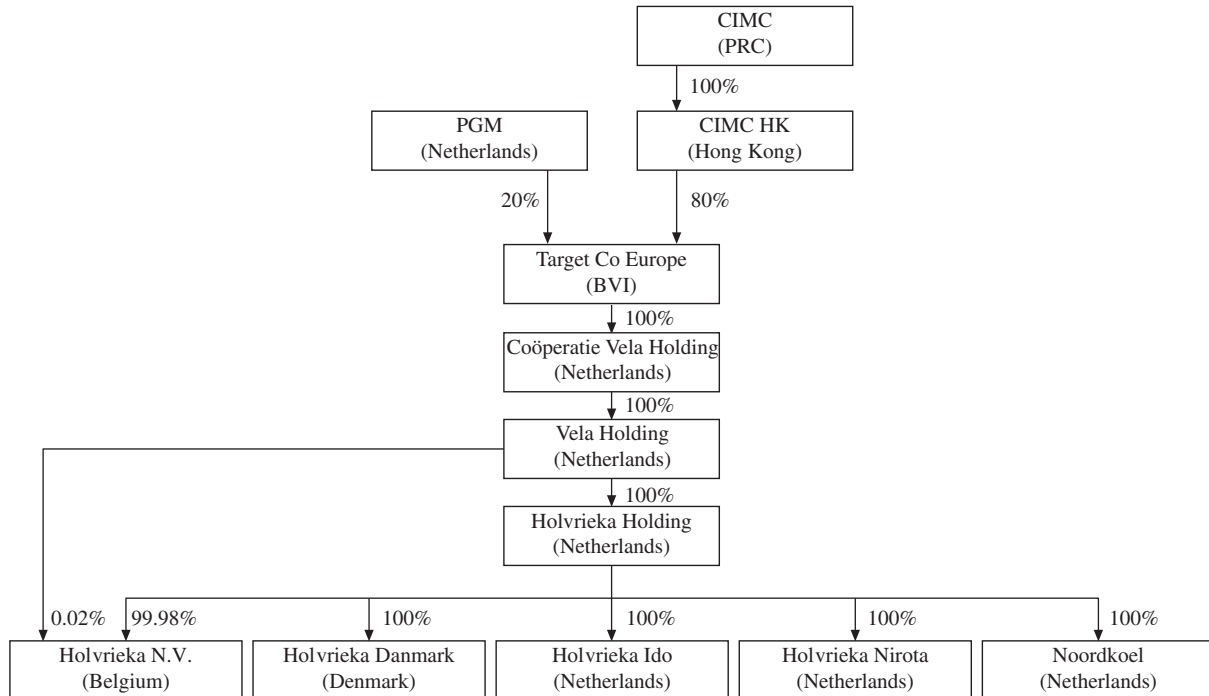 CIMC
(PRC)
100%
PGM
(Netherlands)
CIMC HK
(Hong Kong)
20%
80%
Target Co Europe
(BVI)
100%
Coöperatie Vela Holding
(Netherlands)
100%
Vela Holding
(Netherlands)
100%
Holvrieka Holding
(Netherlands)
0.02%
99.98%
100%
100%
100%
100%
Holvrieka N.V.
(Belgium)
Holvrieka Danmark
(Denmark)
Holvrieka Ido
(Netherlands)
Holvrieka Nirota
(Netherlands)
Noordkoel
(Netherlands)